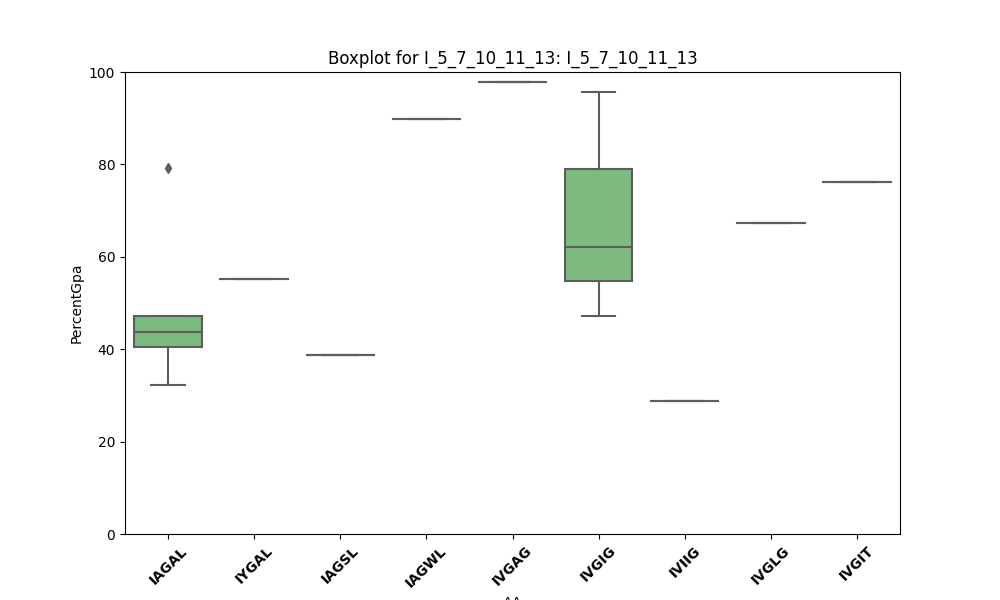 Boxplot for I_5_7_10_11_13: I_5_7_10_11_13
100
80
60
40
20
0
PercentGpa
IAGAL
IYGAL
IAGSL
IAGWL
IVGAG
IVGIG
IVIIG
IVGLG
IVGIT